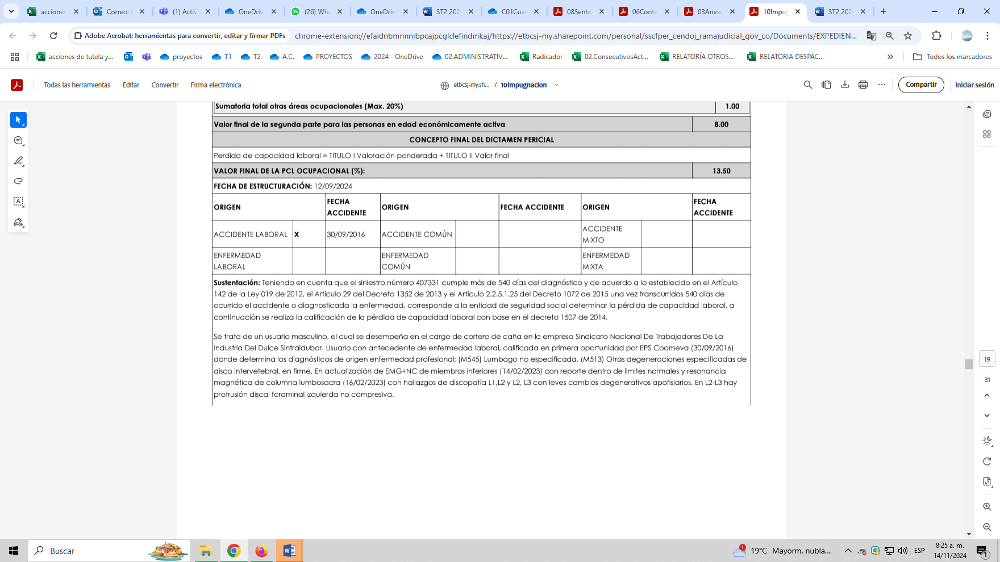 acciones
Correo:
(1) Activi
OneDriv
(26) Wha
OneDriv
ST2 202
C01Cuac
08Sente
06Conte
03Anexo
10Impug
ST2 202
Adobe Acrobat: herramientas para convertir, editar y firmar PDFs
chrome-extension://efaidnbmnnnibpcajpcglclefindmkaj/https://etbcsj-my.sharepoint.com/personal/sscfper_cendoj_ramajudicial_gov_co/Documents/EXPEDIEN...
acciones de tutela y...
proyectos
T1
T2
A.C.
PROYECTOS
2024 - OneDrive
02.ADMINISTRATIV...
Radicador
02.ConsecutivosAct...
RELATORÍA OTROS...
RELATORIA DESPAC...
Todos los marcadores
Todas las herramientas
Editar
Convertir
Firma electrónica
etbcsj-my.sh... / 10Impugnacion
Compartir
Iniciar sesión
Sumatoria total otras áreas ocupacionales (Max. 20%) 1.00
Valor final de la segunda parte para las personas en edad económicamente activa 8.00
CONCEPTO FINAL DEL DICTAMEN PERICIAL
Perdida de capacidad laboral = TITULO I Valoración ponderada + TITULO II Valor final
VALOR FINAL DE LA PCL OCUPACIONAL (%): 13.50
FECHA DE ESTRUCTURACIÓN: 12/09/2024
ORIGEN
FECHA
ACCIDENTE
ORIGEN
FECHA ACCIDENTE
ORIGEN
FECHA
ACCIDENTE
ACCIDENTE LABORAL X 30/09/2016 ACCIDENTE COMÚN
ACCIDENTE
MIXTO
ENFERMEDAD
LABORAL
ENFERMEDAD
COMÚN
ENFERMEDAD
MIXTA
Sustentación: Teniendo en cuenta que el siniestro número 407331 cumple más de 540 días del diagnóstico y de acuerdo a lo establecido en el Artículo
142 de la Ley 019 de 2012, el Artículo 29 del Decreto 1352 de 2013 y el Artículo 2.2.5.1.25 del Decreto 1072 de 2015 una vez transcurridos 540 días de
ocurrido el accidente o diagnosticada la enfermedad, corresponde a la entidad de seguridad social determinar la pérdida de capacidad laboral, a
continuación se realiza la calificación de la pérdida de capacidad laboral con base en el decreto 1507 de 2014.
Se trata de un usuario masculino, el cual se desempeña en el cargo de cortero de caña en la empresa Sindicato Nacional De Trabajadores De La
Industria Del Dulce Sintraidubar. Usuario con antecedente de enfermedad laboral, calificada en primera oportunidad por EPS Coomeva (30/09/2016)
donde determina los diagnósticos de origen enfermedad profesional: (M545) Lumbago no especificada. (M513) Otras degeneraciones especificadas de
disco intervetebral, en firme. En actualización de EMG+NC de miembros inferiores (14/02/2023) con reporte dentro de limites normales y resonancia
magnética de columna lumbosacra (16/02/2023) con hallazgos de discopatía L1,L2 y L2, L3 con leves cambios degenerativos apofisiarios. En L2-L3 hay
protrusión discal foraminal izquierda no compresiva.
19
31
Buscar
1
19°C Mayorm. nubla...
ESP
8:25 a. m.
14/11/2024
1